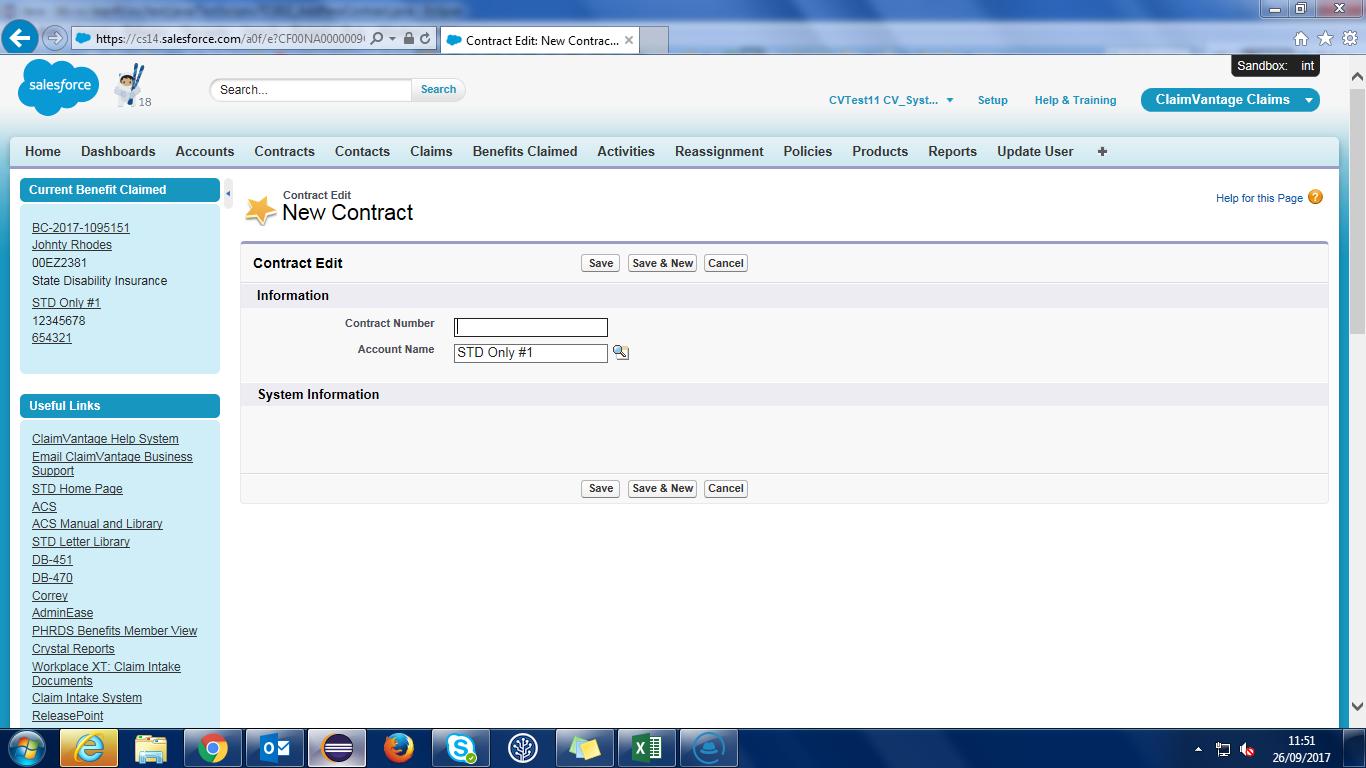 https://cs14.salesforce.com/a0f/e?CF00NA0000009
Contract Edit: New Contrac...
Sandbox: int
salesforce
18
Search...
Search
CVTest11 CV_Syst...
Setup
Help & Training
ClaimVantage Claims
Home Dashboards Accounts Contracts Contacts Claims Benefits Claimed Activities Reassignment Policies Products Reports Update User +
Current Benefit Claimed
BC-2017-1095151
Johnty Rhodes
00EZ2381
State Disability Insurance
STD Only #1
12345678
654321
Useful Links
ClaimVantage Help System
Email ClaimVantage Business
Support
STD Home Page
ACS
ACS Manual and Library
STD Letter Library
DB-451
DB-470
Correy
AdminEase
PHRDS Benefits Member View
Crystal Reports
Workplace XT: Claim Intake
Documents
Claim Intake System
ReleasePoint
Contract Edit
New Contract
Help for this Page
Contract Edit
Save Save & New Cancel
Information
Contract Number
Account Name STD Only #1
System Information
Save Save & New Cancel
11:51
26/09/2017